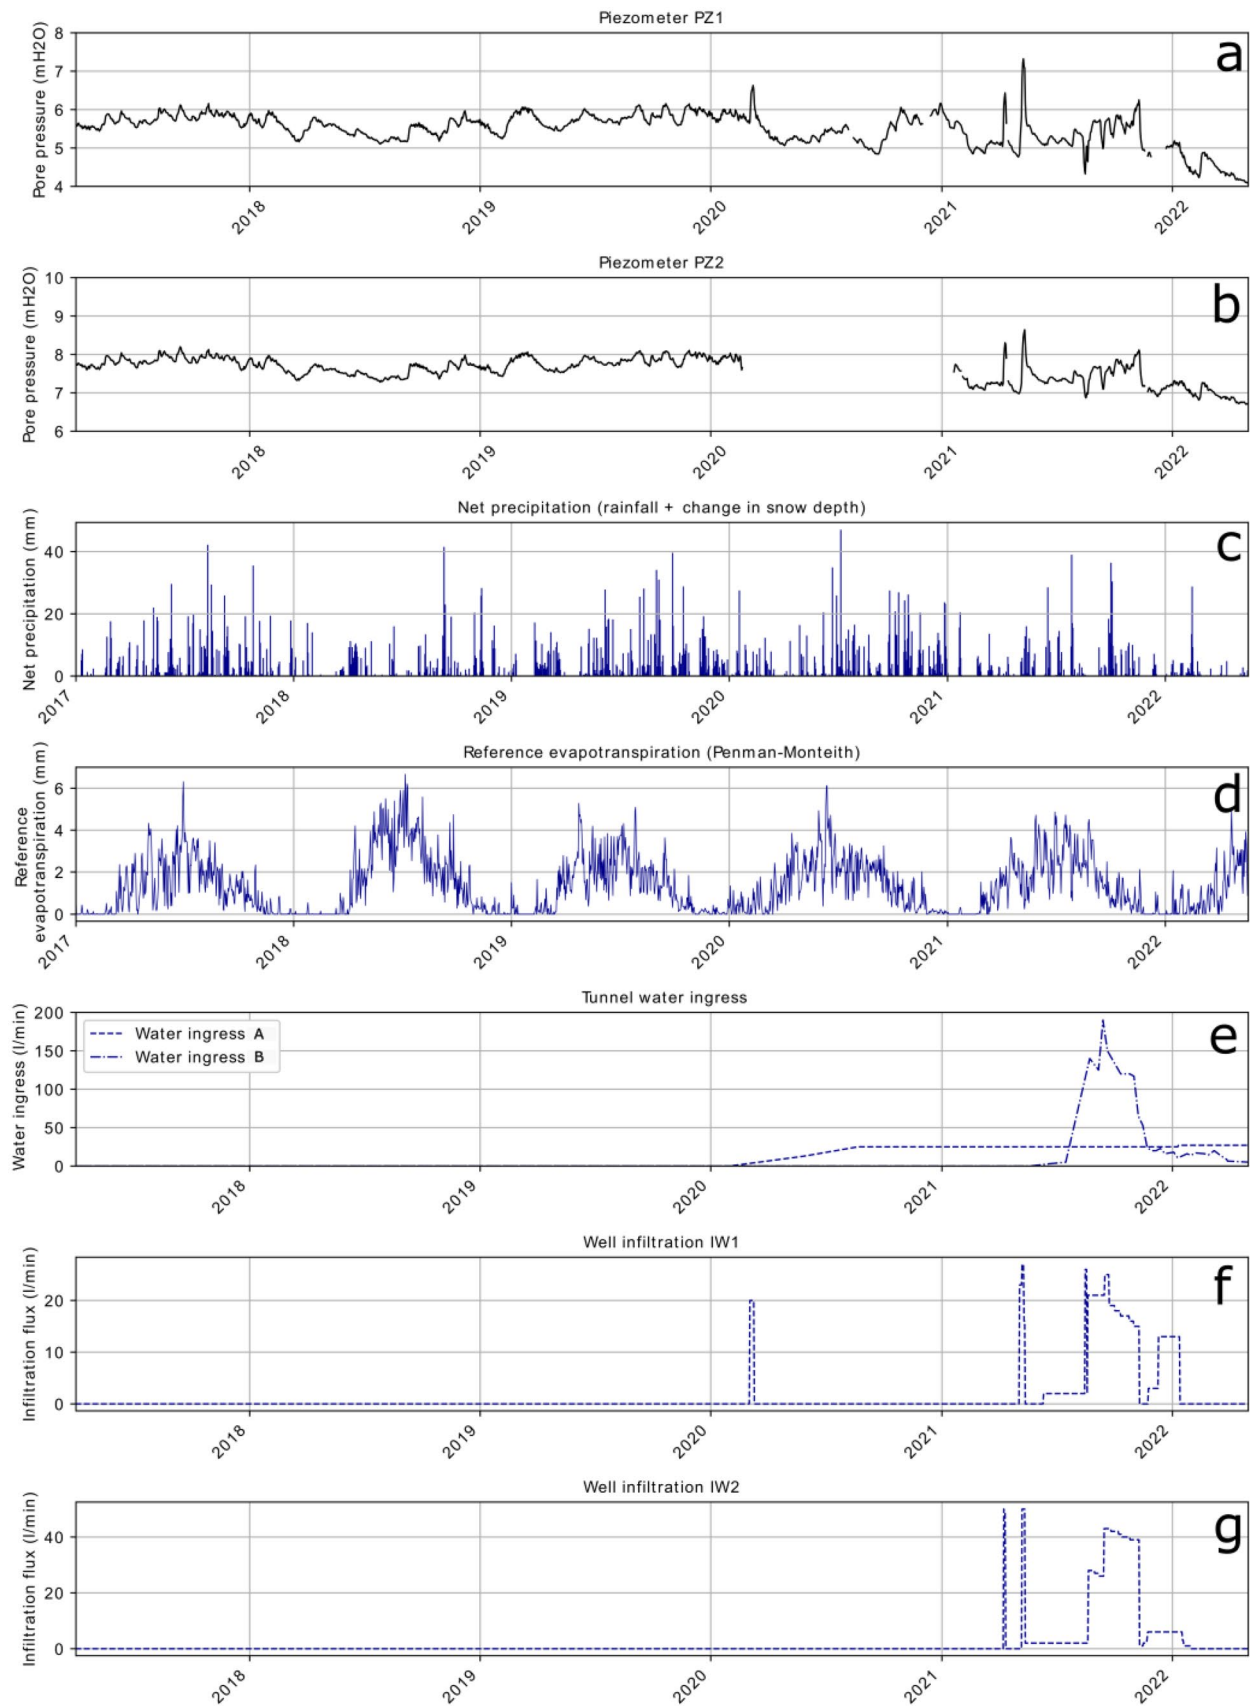 Piezometer PZ1
a
Pore pressure (mH2O)
8
7
6
5
4
2018
2019
2020
2021
2022
Piezometer PZ2
b
Pore pressure (mH2O)
10
9
8
7
6
2018
2019
2020
2021
2022
Net precipitation (rainfall + change in snow depth)
c
Net precipitation (mm)
40
20
0
2017
2018
2019
2020
2021
2022
Reference evapotranspiration (Penman-Monteith)
d
Reference
evapotranspiration (mm)
6
4
2
0
2017
2018
2019
2020
2021
2022
Tunnel water ingress
e
Water ingress (l/min)
200
150
100
50
0
Water ingress A
Water ingress B
2018
2019
2020
2021
2022
Well infiltration IW1
f
Infiltration flux (l/min)
20
10
0
2018
2019
2020
2021
2022
Well infiltration IW2
g
Infiltration flux (l/min)
40
20
0
2018
2019
2020
2021
2022